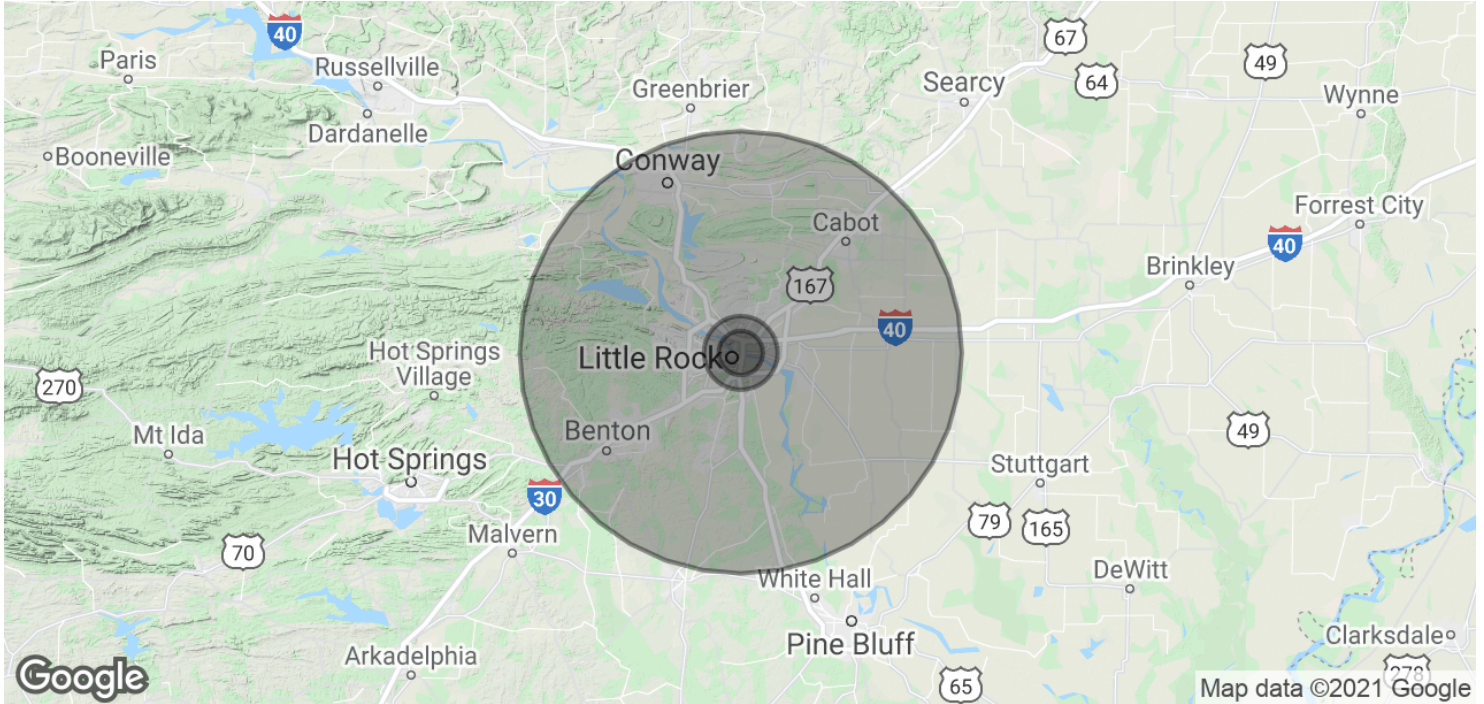 40
67
49
Paris
Russellville
Searcy
64
Greenbrier
Wynne
Dardanelle
Booneville
Conway
Forrest City
Cabot
40
Brinkley
167
40
Hot Springs
Village
Little Rock
270
Mt Ida
Benton
49
Hot Springs
Stuttgart
30
79
165
Malvern
70
White Hall
DeWitt
Pine Bluff
Clarksdale
Arkadelphia
278
65
Google
Map data ©2021 Google